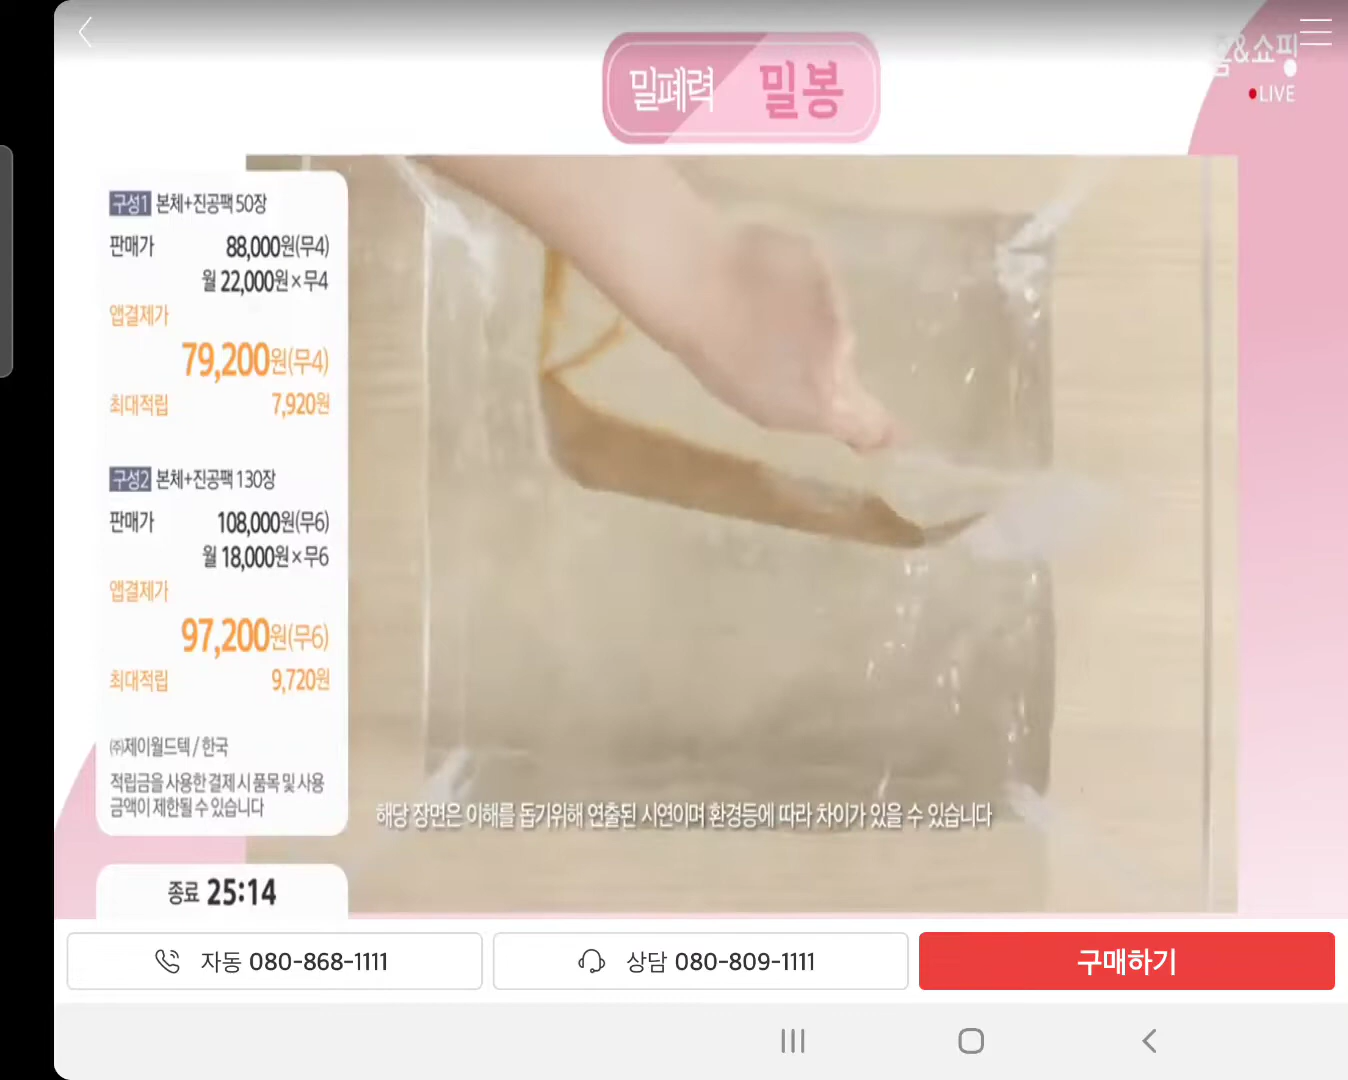 밀폐력 밀봉
홈&쇼핑
LIVE
구성1 본체+진공팩 50장
판매가 88,000원(무4)
월 22,000원×무4
앱결제가
79,200원(무4)
최대적립 7,920원
구성2 본체+진공팩 130장
판매가 108,000원(무6)
월 18,000원×무6
앱결제가
97,200원(무6)
최대적립 9,720원
㈜제이월드텍 / 한국
적립금을 사용한 결제 시 품목 및 사용
금액이 제한될 수 있습니다
해당 장면은 이해를 돕기위해 연출된 시연이며 환경등에 따라 차이가 있을 수 있습니다
종료 25:14
자동 080-868-1111
상담 080-809-1111
구매하기